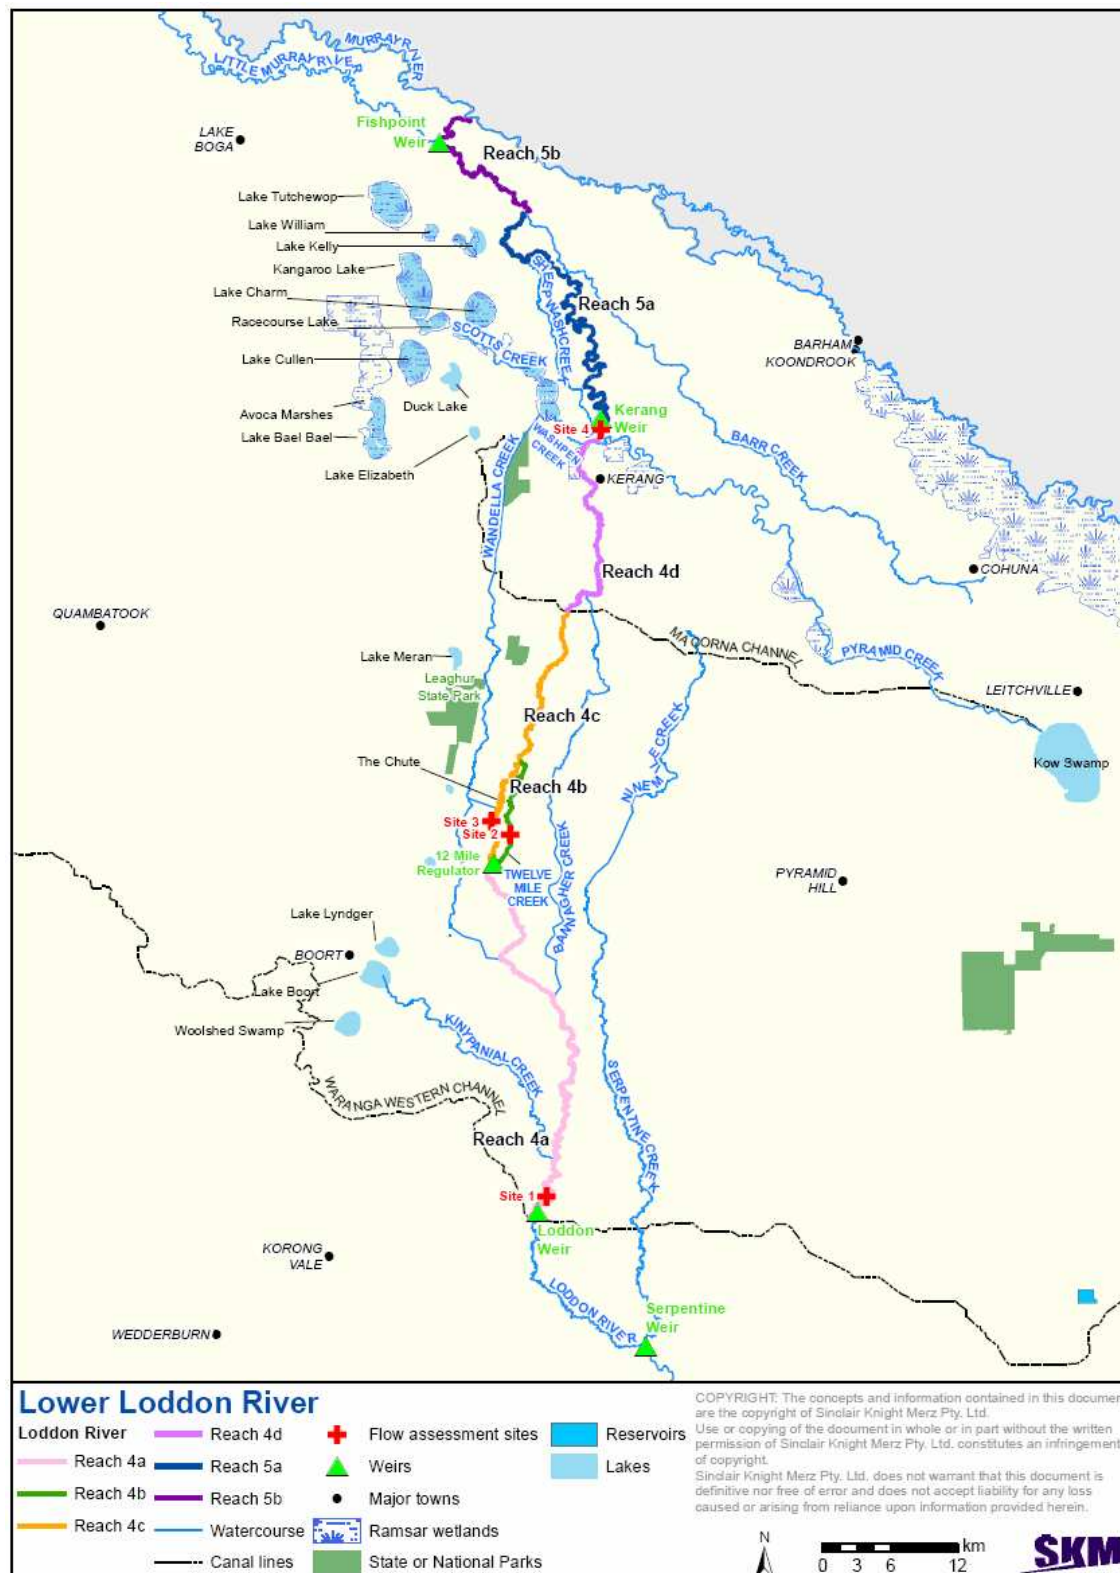 MURRAY RIVER
LITTLE MURRAY RIVER
LAKE
BOGA
Fishpoint
Weir
Reach 5b
Lake Tutchewop
Lake William
Lake Kelly
Kangaroo Lake
Lake Charm
Racecourse Lake
Lake Cullen
Avoca Marshes
Lake Bael Bael
Duck Lake
Lake Elizabeth
SCOTTS CREEK
SHEEPWASH CREEK
Reach 5a
BARHAM
KOONDROOK
Kerang
Weir
Site 4
WASHPEN
CREEK
KERANG
BARR CREEK
WANDELLA CREEK
COHUNA
Reach 4d
QUAMBATOOK
MACORNA CHANNEL
PYRAMID CREEK
LEITCHVILLE
Kow Swamp
Lake Meran
Leaghur
State Park
Reach 4c
NINE MILE CREEK
The Chute
Reach 4b
Site 3
Site 2
12 Mile
Regulator
TWELVE
MILE
CREEK
BANNAGHER CREEK
PYRAMID
HILL
Lake Lyndger
BOORT
Lake Boort
Woolshed Swamp
KINYPANIAL CREEK
WARANGA WESTERN CHANNEL
SERPENTINE CREEK
Reach 4a
Site 1
Loddon
Weir
KORONG
VALE
LODDON RIVER
Serpentine
Weir
WEDDERBURN
Lower Loddon River
Loddon River
Reach 4a
Reach 4b
Reach 4c
Reach 4d
Reach 5a
Reach 5b
Watercourse
Canal lines
Flow assessment sites
Weirs
Major towns
Ramsar wetlands
State or National Parks
Reservoirs
Lakes
COPYRIGHT: The concepts and information contained in this documen
are the copyright of Sinclair Knight Merz Pty. Ltd.
Use or copying of the document in whole or in part without the written
permission of Sinclair Knight Merz Pty. Ltd. constitutes an infringement
of copyright.
Sinclair Knight Merz Pty. Ltd. does not warrant that this document is
definitive nor free of error and does not accept liability for any loss
caused or arising from reliance upon information provided herein.
N
km
0 3 6 12
SKM